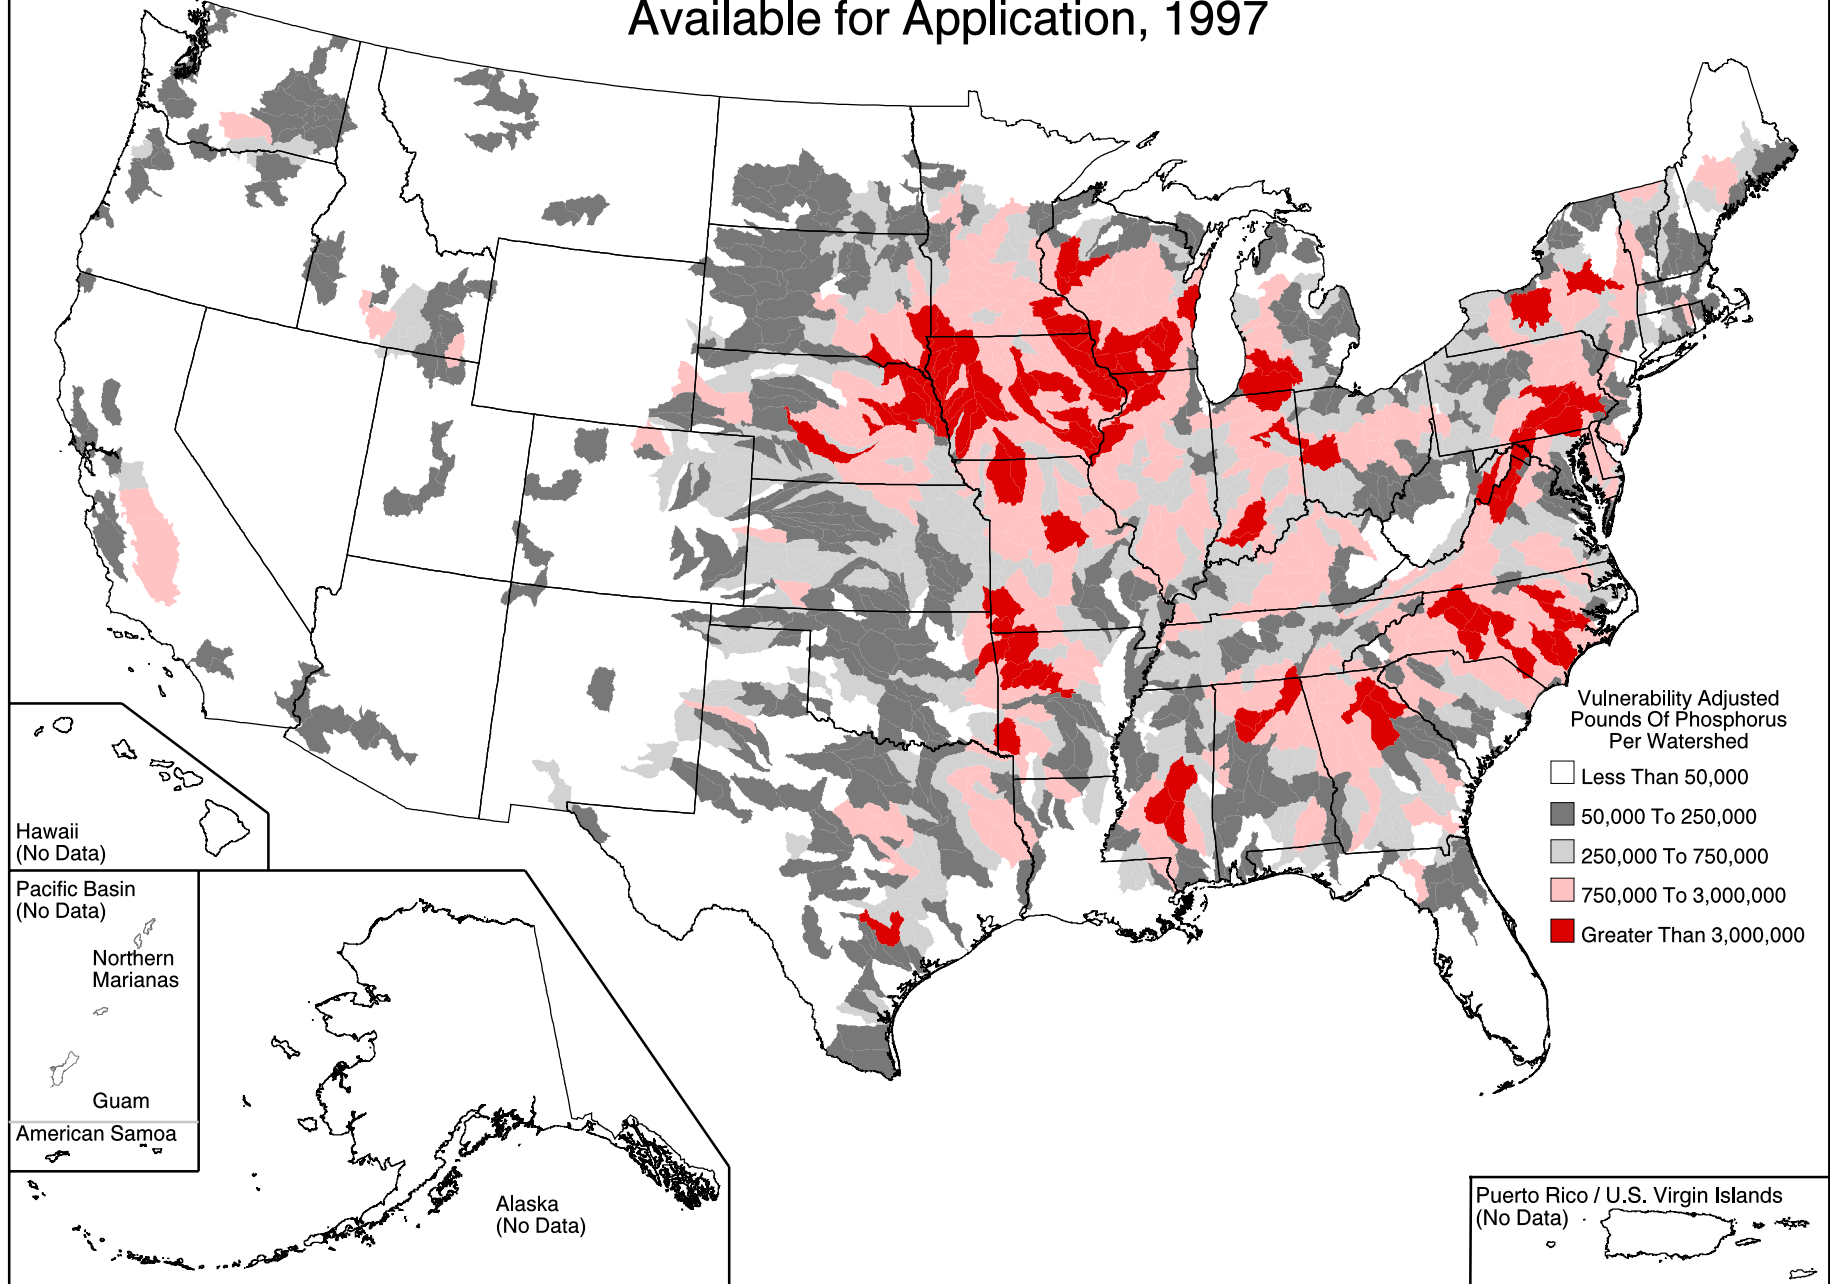 Available for Application, 1997
Vulnerability Adjusted
Pounds Of Phosphorus
Per Watershed
Less Than 50,000
50,000 To 250,000
250,000 To 750,000
750,000 To 3,000,000
Greater Than 3,000,000
Hawaii
(No Data)
Pacific Basin
(No Data)
Northern
Marianas
Guam
American Samoa
Alaska
(No Data)
Puerto Rico / U.S. Virgin Islands
(No Data)